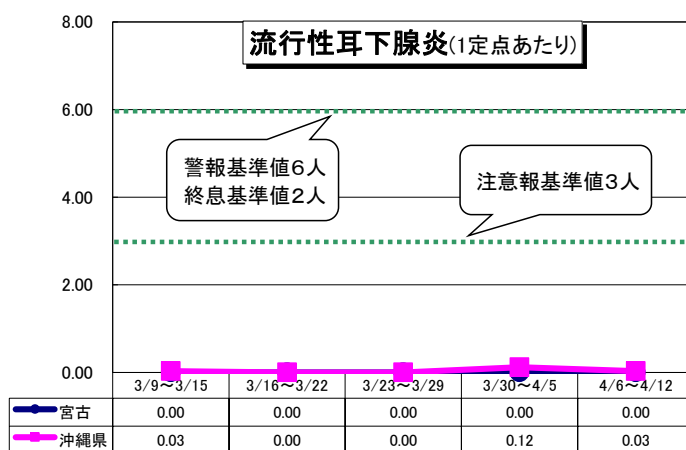 流行性耳下腺炎(1定点あたり)
8.00
6.00
警報基準値6人
終息基準値2人
注意報基準値3人
4.00
2.00
0.00
3/9～3/15 3/16～3/22 3/23～3/29 3/30～4/5 4/6～4/12
宮古 0.00 0.00 0.00 0.00 0.00
沖縄県 0.03 0.00 0.00 0.12 0.03